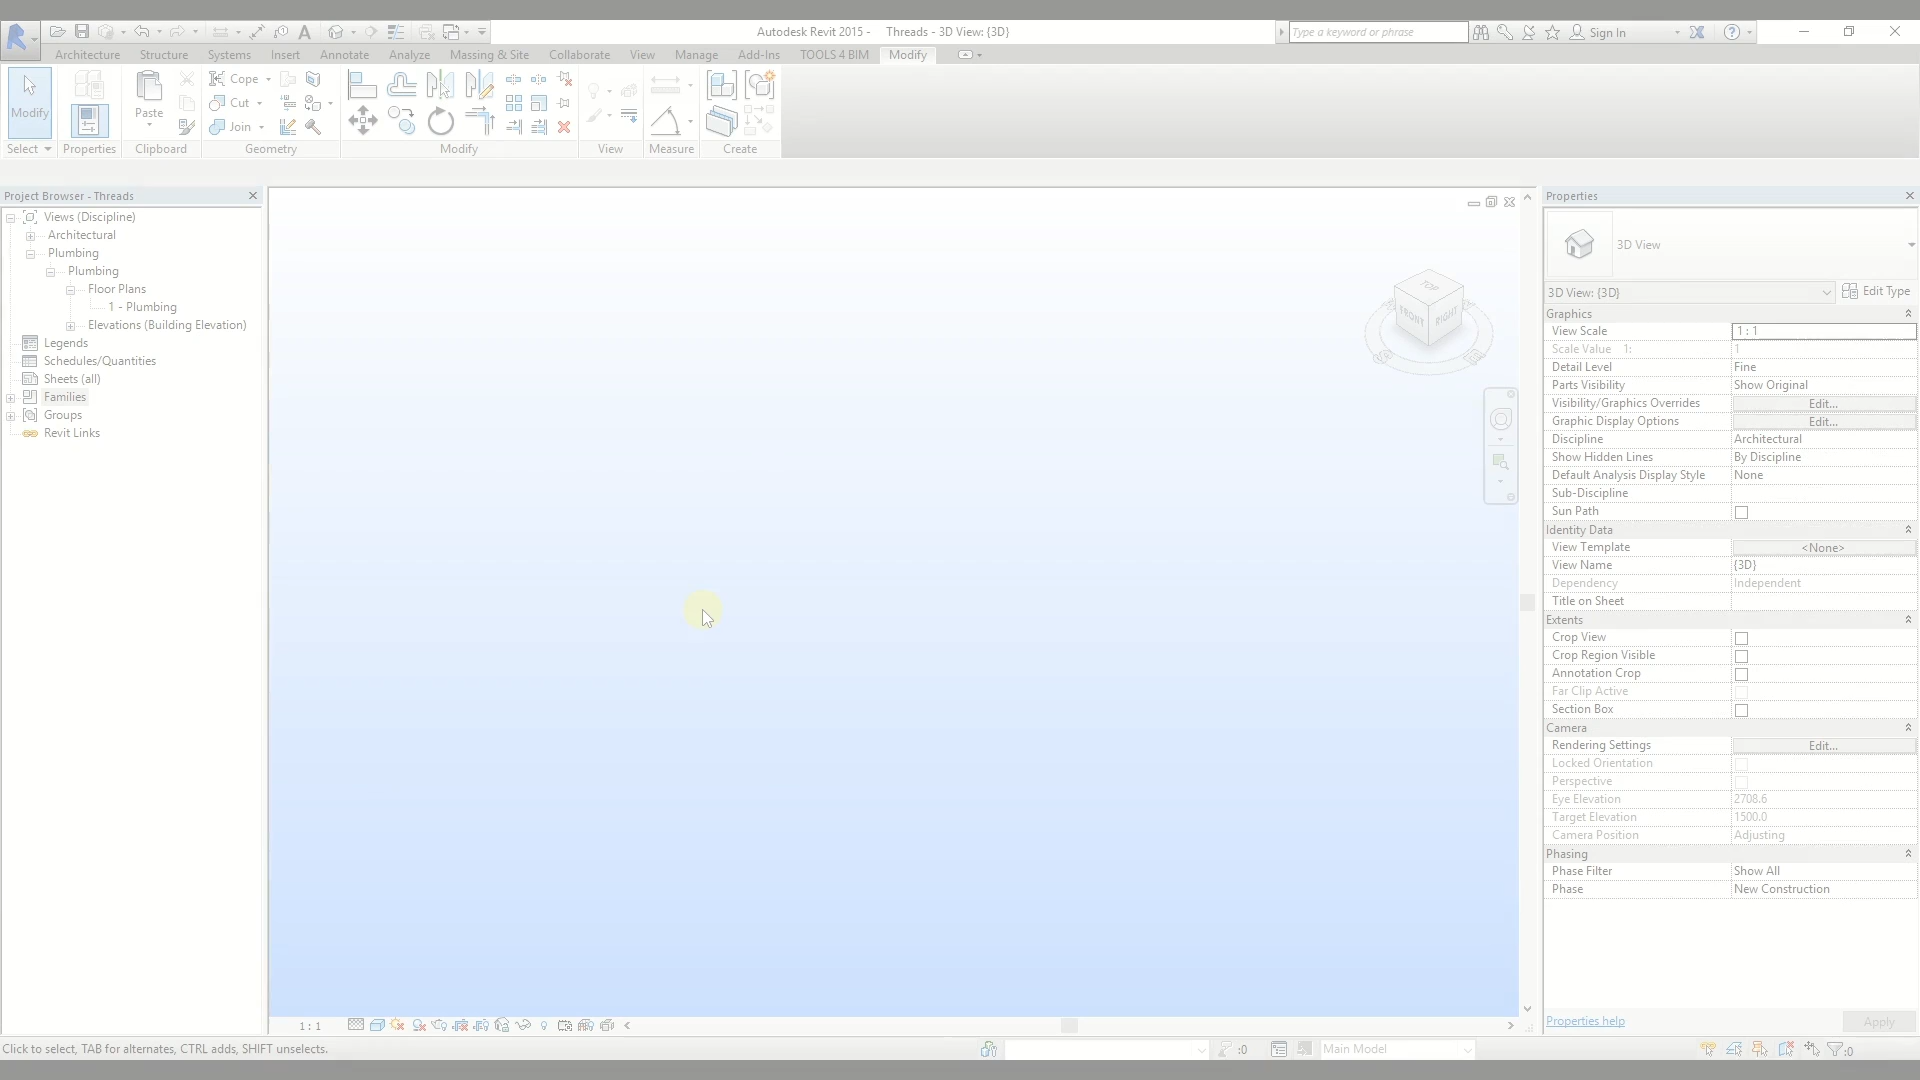 Autodesk Revit 2015 - Threads - 3D View: {3D}
Type a keyword or phrase
Sign In
Architecture Structure Systems Insert Annotate Analyze Massing & Site Collaborate View Manage Add-Ins TOOLS 4 BIM Modify
Modify
Paste
Cope
Cut
Join
Select Properties Clipboard Geometry Modify View Measure Create
Project Browser - Threads
Views (Discipline)
Architectural
Plumbing
Plumbing
Floor Plans
1 - Plumbing
Elevations (Building Elevation)
Legends
Schedules/Quantities
Sheets (all)
Families
Groups
Revit Links
TOP
FRONT
RIGHT
Properties
3D View
3D View: {3D}
Edit Type
Graphics
View Scale 1 : 1
Scale Value 1: 1
Detail Level Fine
Parts Visibility Show Original
Visibility/Graphics Overrides Edit...
Graphic Display Options Edit...
Discipline Architectural
Show Hidden Lines By Discipline
Default Analysis Display Style None
Sub-Discipline
Sun Path
Identity Data
View Template <None>
View Name {3D}
Dependency Independent
Title on Sheet
Extents
Crop View
Crop Region Visible
Annotation Crop
Far Clip Active
Section Box
Camera
Rendering Settings Edit...
Locked Orientation
Perspective
Eye Elevation 2708.6
Target Elevation 1500.0
Camera Position Adjusting
Phasing
Phase Filter Show All
Phase New Construction
Properties help
Apply
1 : 1
Click to select, TAB for alternates, CTRL adds, SHIFT unselects.
:0
Main Model
:0